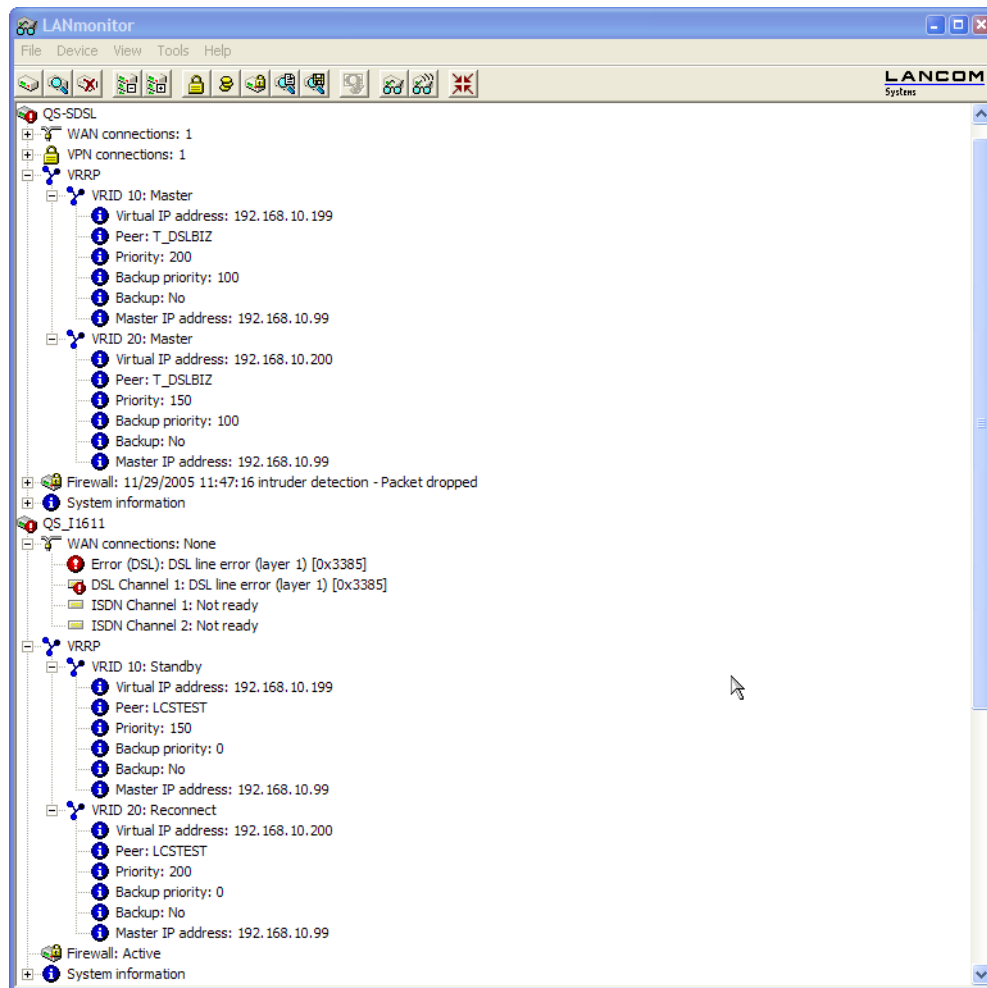 LANmonitor
File Device View Tools Help
LANCOM
Systems
QS-SDSL
WAN connections: 1
VPN connections: 1
VRRP
VRID 10: Master
Virtual IP address: 192.168.10.199
Peer: T_DSLBIZ
Priority: 200
Backup priority: 100
Backup: No
Master IP address: 192.168.10.99
VRID 20: Master
Virtual IP address: 192.168.10.200
Peer: T_DSLBIZ
Priority: 150
Backup priority: 100
Backup: No
Master IP address: 192.168.10.99
Firewall: 11/29/2005 11:47:16 intruder detection - Packet dropped
System information
QS_I1611
WAN connections: None
Error (DSL): DSL line error (layer 1) [0x3385]
DSL Channel 1: DSL line error (layer 1) [0x3385]
ISDN Channel 1: Not ready
ISDN Channel 2: Not ready
VRRP
VRID 10: Standby
Virtual IP address: 192.168.10.199
Peer: LCSTEST
Priority: 150
Backup priority: 0
Backup: No
Master IP address: 192.168.10.99
VRID 20: Reconnect
Virtual IP address: 192.168.10.200
Peer: LCSTEST
Priority: 200
Backup priority: 0
Backup: No
Master IP address: 192.168.10.99
Firewall: Active
System information